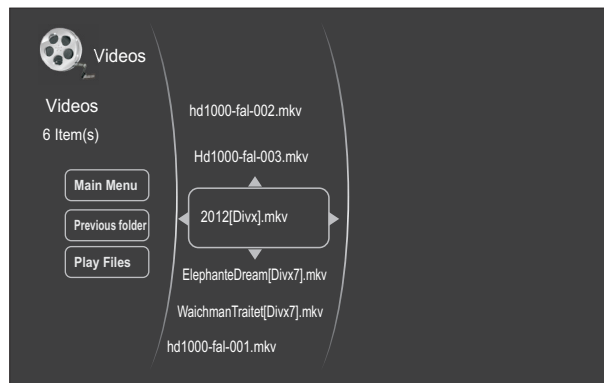 Videos
Videos
6 Item(s)
Main Menu
Previous folder
Play Files
hd1000-fal-002.mkv
Hd1000-fal-003.mkv
2012[Divx].mkv
ElephanteDream[Divx7].mkv
WaichmanTraitet[Divx7].mkv
hd1000-fal-001.mkv